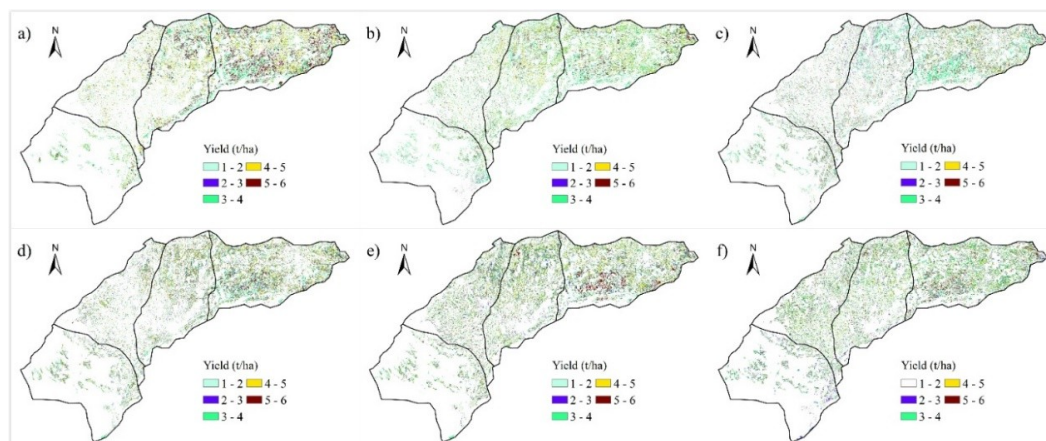 a) N b) N c) N
Yield (t/ha) Yield (t/ha) Yield (t/ha)
1 - 2 4 - 5 1 - 2 4 - 5 1 - 2 4 - 5
2 - 3 5 - 6 2 - 3 5 - 6 2 - 3 5 - 6
3 - 4 3 - 4 3 - 4
d) N e) N f) N
Yield (t/ha) Yield (t/ha) Yield (t/ha)
1 - 2 4 - 5 1 - 2 4 - 5 1 - 2 4 - 5
2 - 3 5 - 6 2 - 3 5 - 6 2 - 3 5 - 6
3 - 4 3 - 4 3 - 4